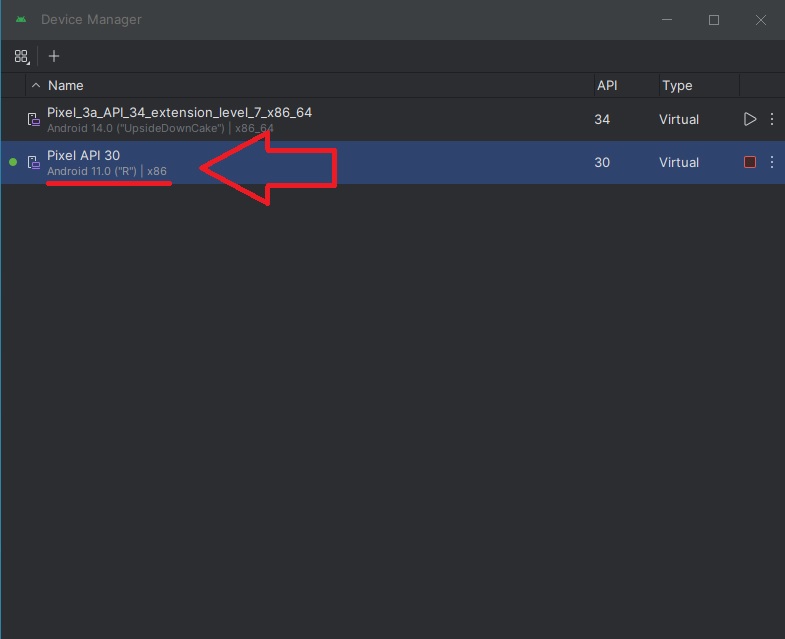 Device Manager
Name API Type
Pixel_3a_API_34_extension_level_7_x86_64 34 Virtual
Android 14.0 ("UpsideDownCake") | x86_64
Pixel API 30 30 Virtual
Android 11.0 ("R") | x86